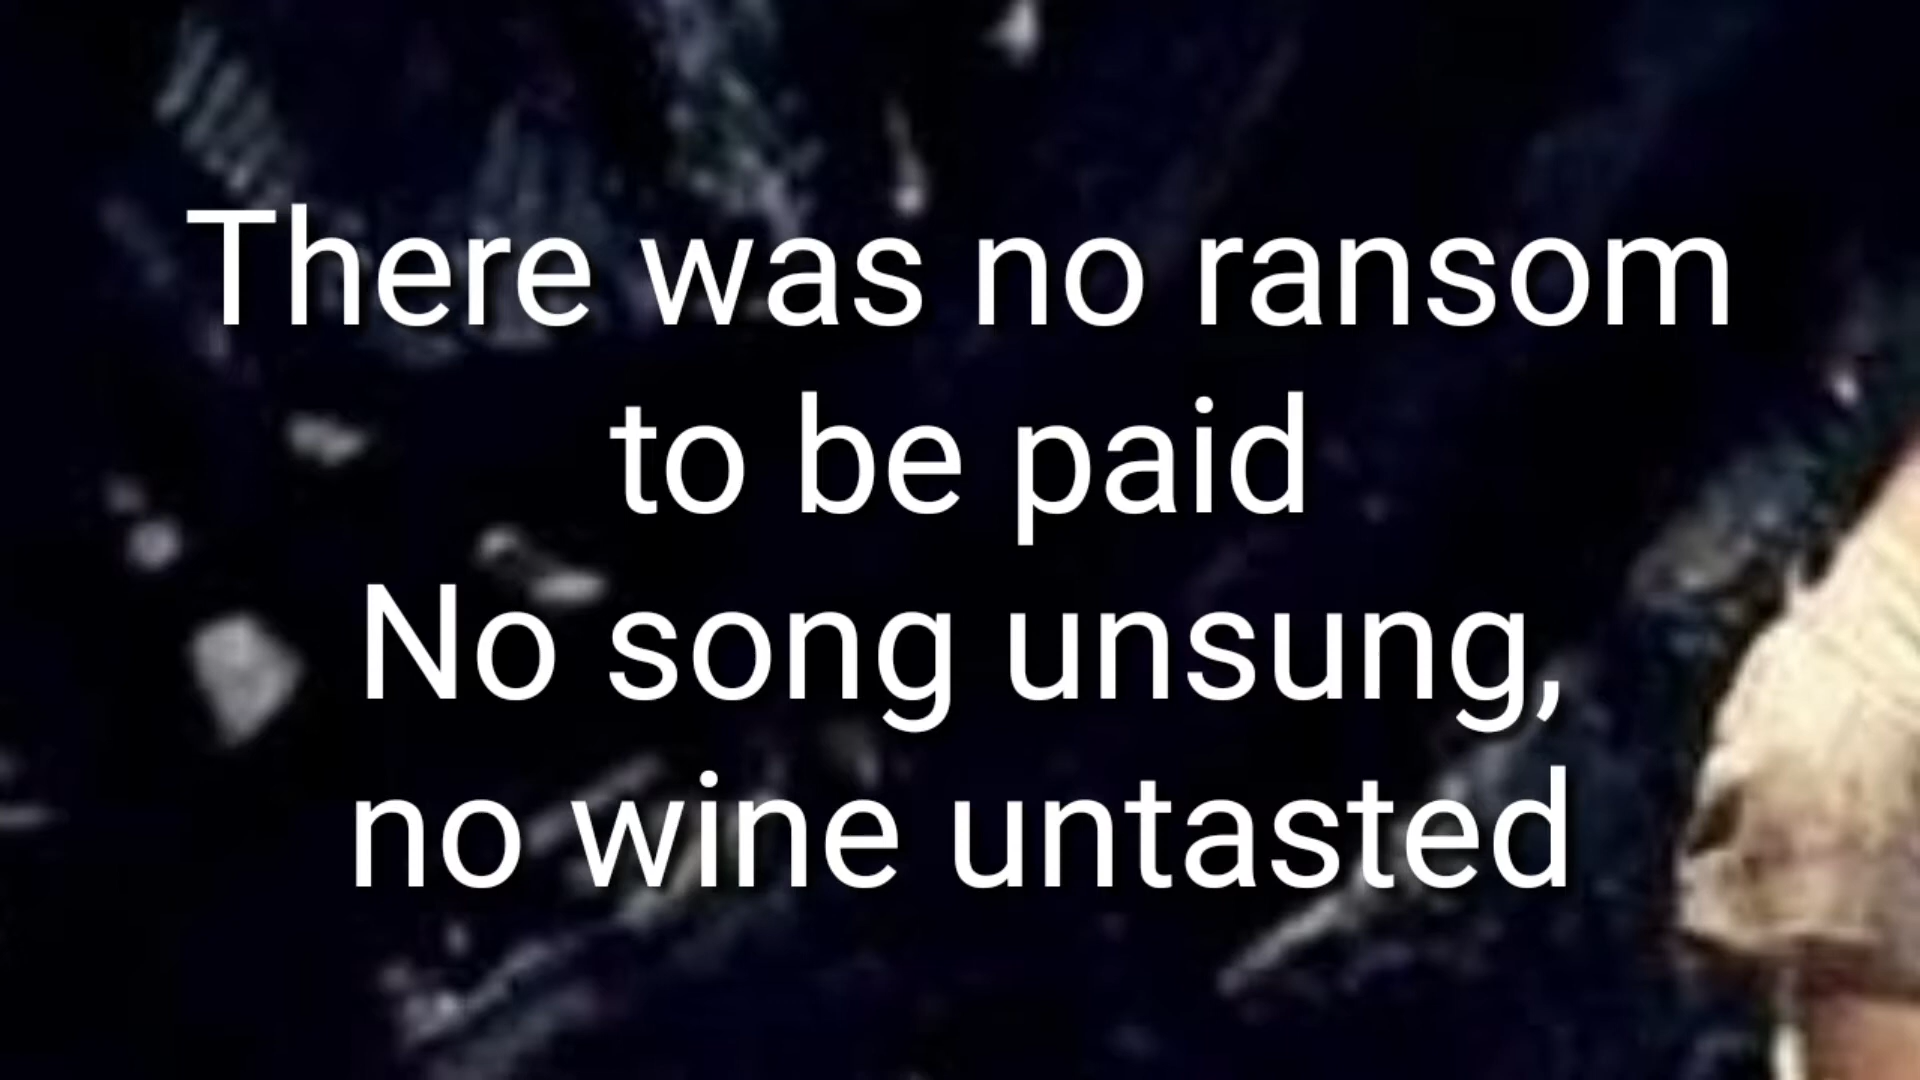 There was no ransom
to be paid
No song unsung,
no wine untasted